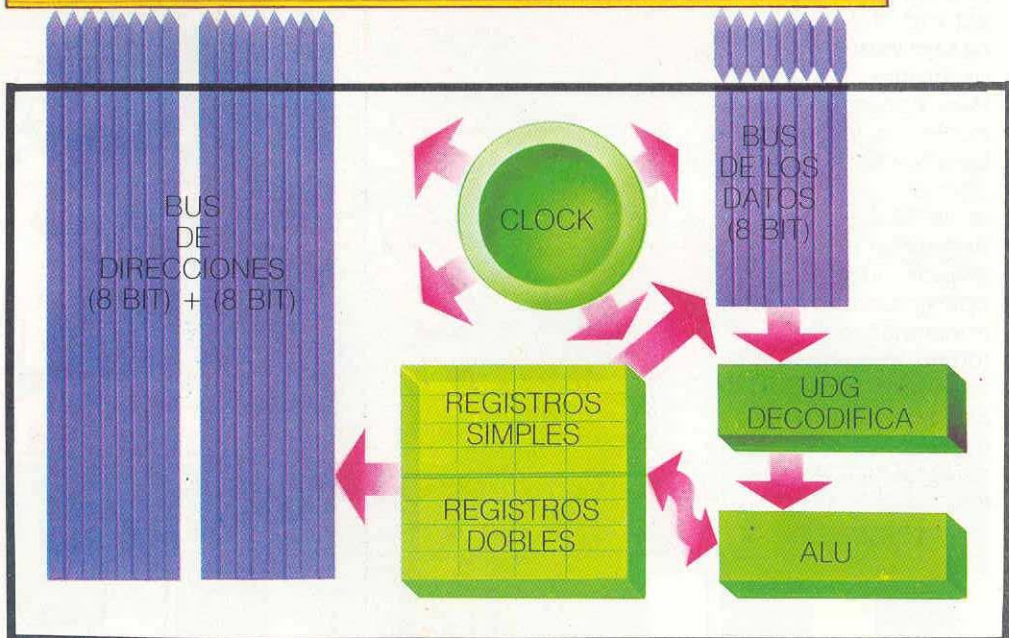 BUS
DE
DIRECCIONES
(8 BIT) + (8 BIT)
CLOCK
BUS
DE LOS
DATOS
(8 BIT)
REGISTROS
SIMPLES
REGISTROS
DOBLES
UDG
DECODIFICA
ALU